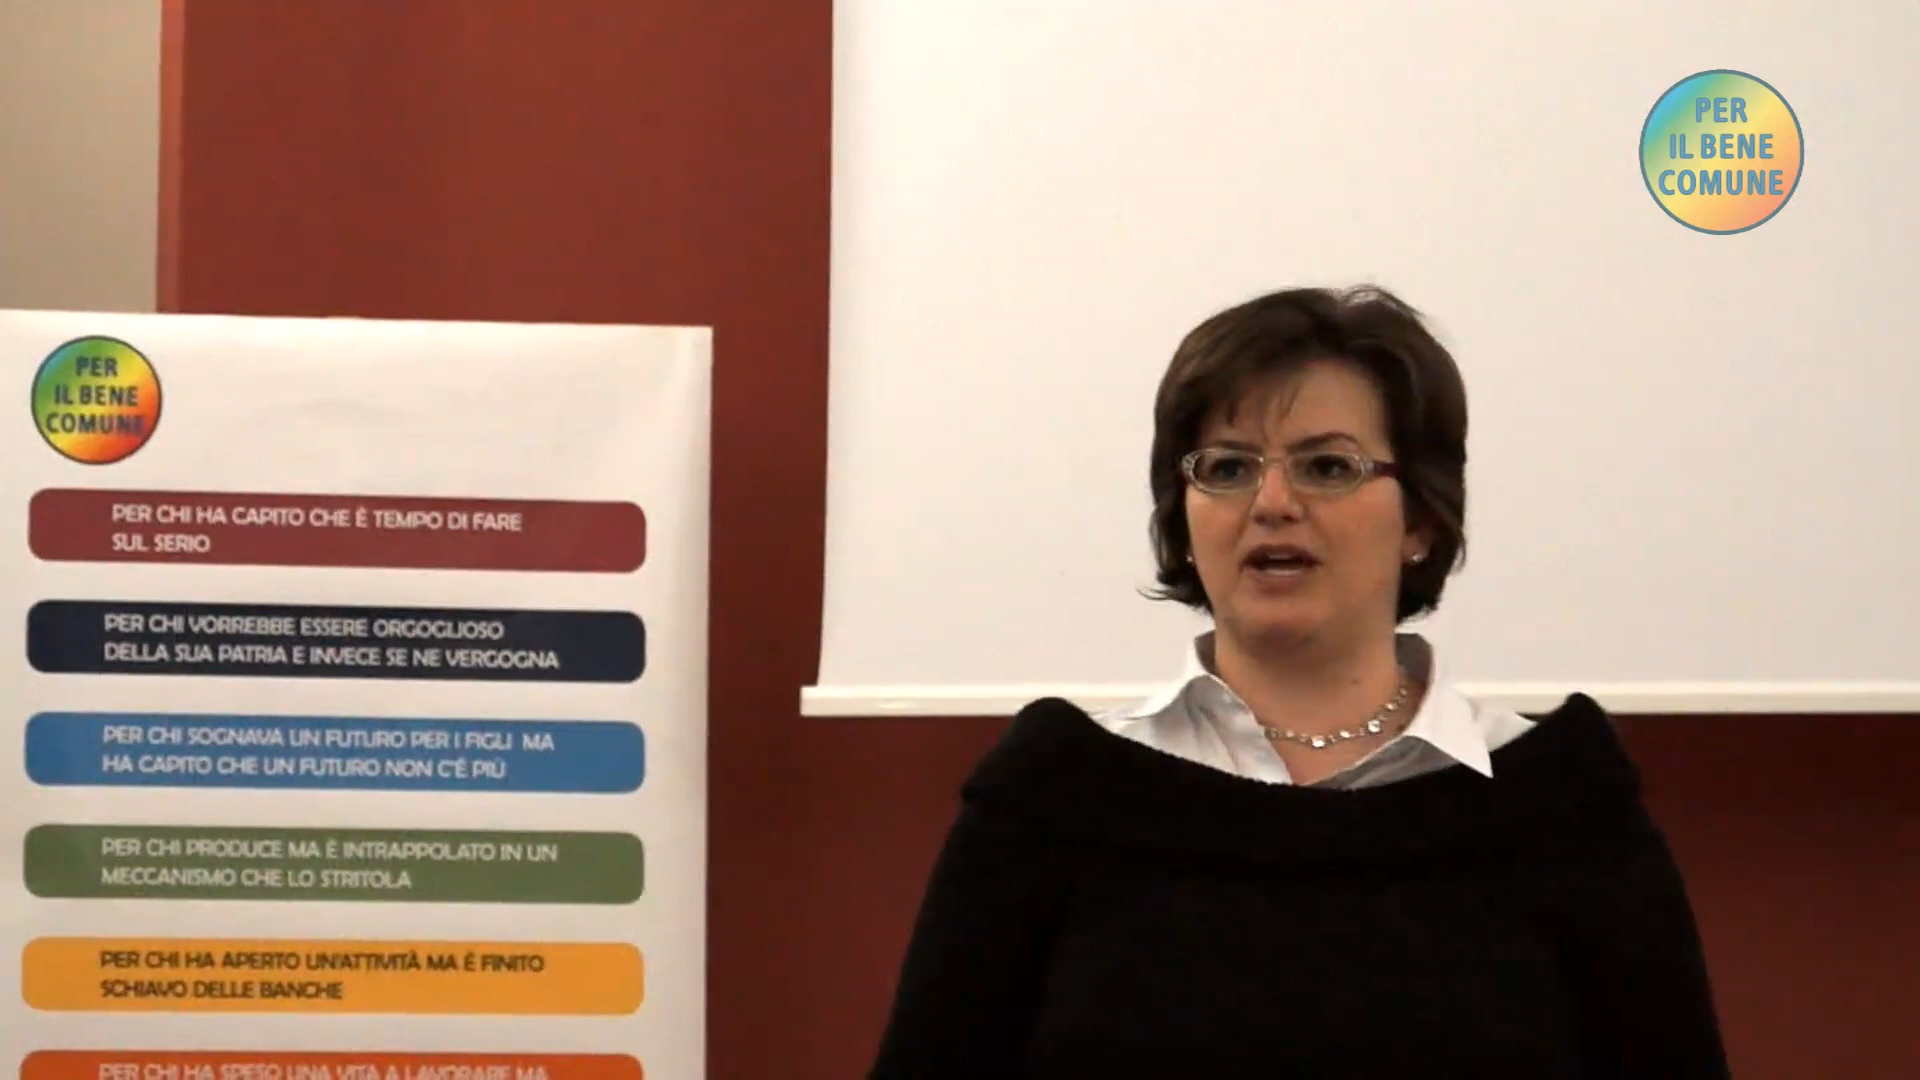 PER
IL BENE
COMUNE
PER
IL BENE
COMUNE
PER CHI HA CAPITO CHE È TEMPO DI FARE
SUL SERIO
PER CHI VORREBBE ESSERE ORGOGLIOSO
DELLA SUA PATRIA E INVECE SE NE VERGOGNA
PER CHI SOGNAVA UN FUTURO PER I FIGLI MA
HA CAPITO CHE UN FUTURO NON C'È PIÙ
PER CHI PRODUCE MA È INTRAPPOLATO IN UN
MECCANISMO CHE LO STRITOLA
PER CHI HA APERTO UN'ATTIVITÀ MA È FINITO
SCHIAVO DELLE BANCHE
PER CHI HA SPESO UNA VITA A LAVORARE MA